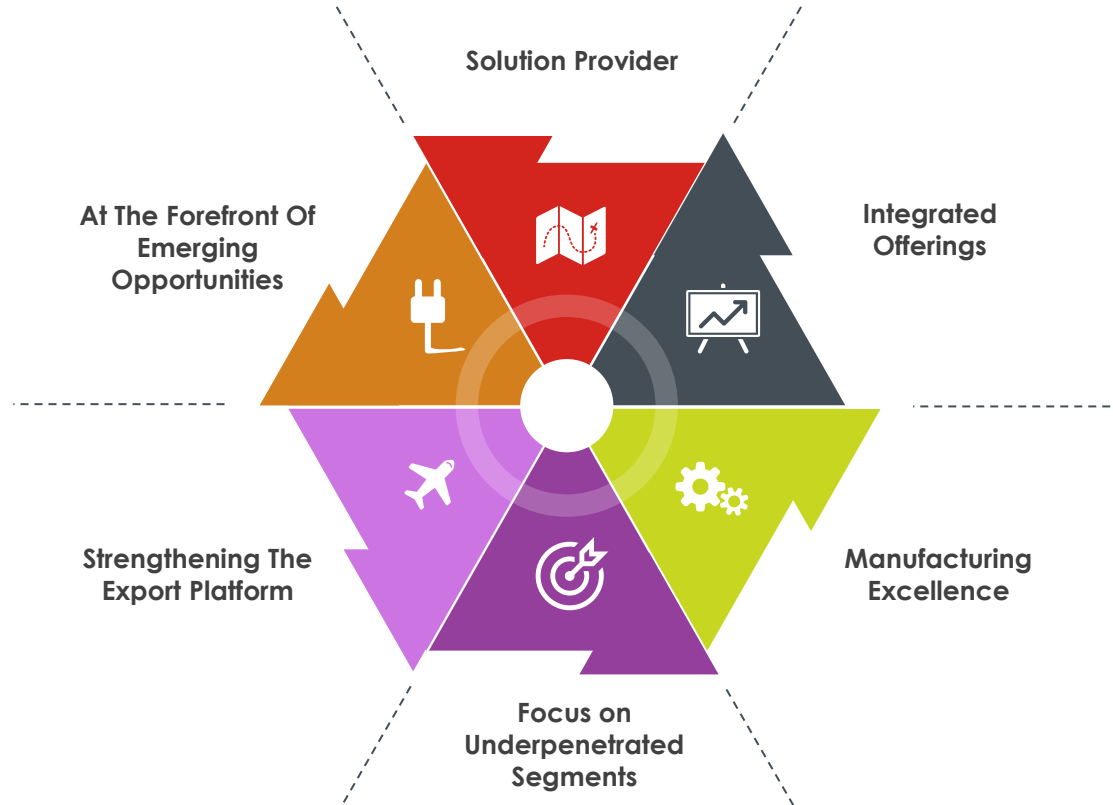 Solution Provider
At The Forefront Of
Emerging
Opportunities
Integrated
Offerings
Strengthening The
Export Platform
Manufacturing
Excellence
Focus on
Underpenetrated
Segments